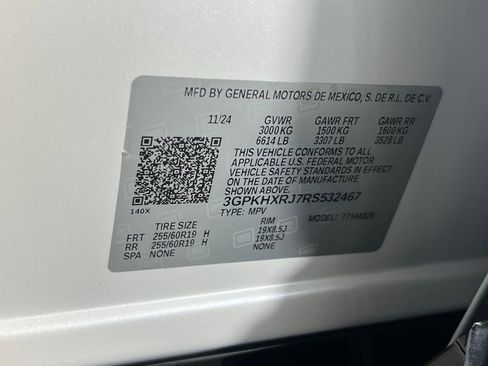 MFD BY GENERAL MOTORS DE MEXICO, S. DE R.L. DE C.V.
11/24 GVWR GAWR FRT GAWR RR
3000 KG 1500 KG 1600 KG
6614 LB 3307 LB 3528 LB
THIS VEHICLE CONFORMS TO ALL
APPLICABLE U.S. FEDERAL MOTOR
VEHICLE SAFETY STANDARDS IN
EFFECT ON THE DATE OF MANUFACTURE
SHOWN ABOVE.
3GPKHXRJ7RS532467
140X
TYPE: MPV MODEL:
TIRE SIZE RIM
FRT 255/60R19 H 19X8.5J
RR 255/60R19 H 19X8.5J
SPA NONE NONE